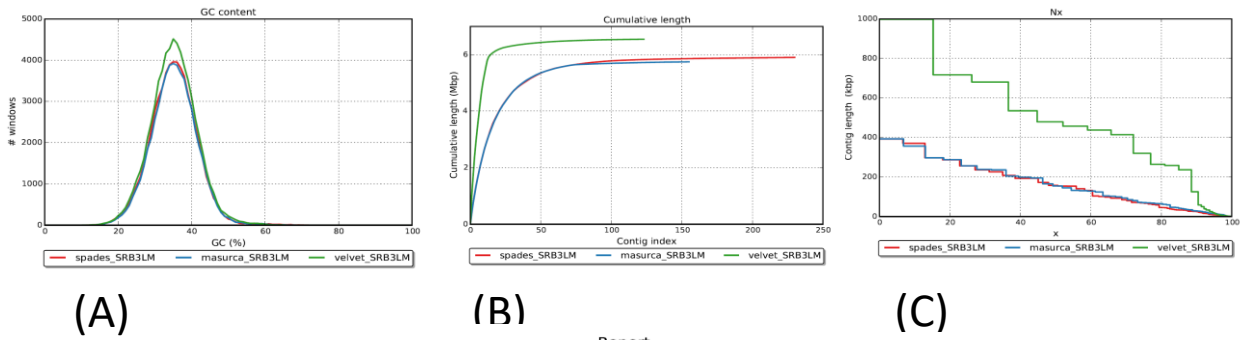 GC content
5000
4000
3000
2000
1000
0
# windows
0 20 40 60 80 100
GC (%)
spades_SRB3LM masurca_SRB3LM velvet_SRB3LM
(A)
Cumulative length
6
4
2
0
Cumulative length (Mbp)
0 50 100 150 200 250
Contig index
spades_SRB3LM masurca_SRB3LM velvet_SRB3LM
(B)
Nx
1000
800
600
400
200
0
Contig length (kbp)
0 20 40 60 80 100
x
spades_SRB3LM masurca_SRB3LM velvet_SRB3LM
(C)